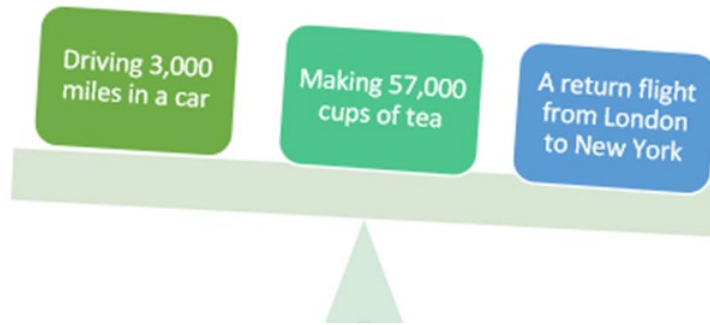 Driving 3,000
miles in a car
Making 57,000
cups of tea
A return flight
from London
to New York